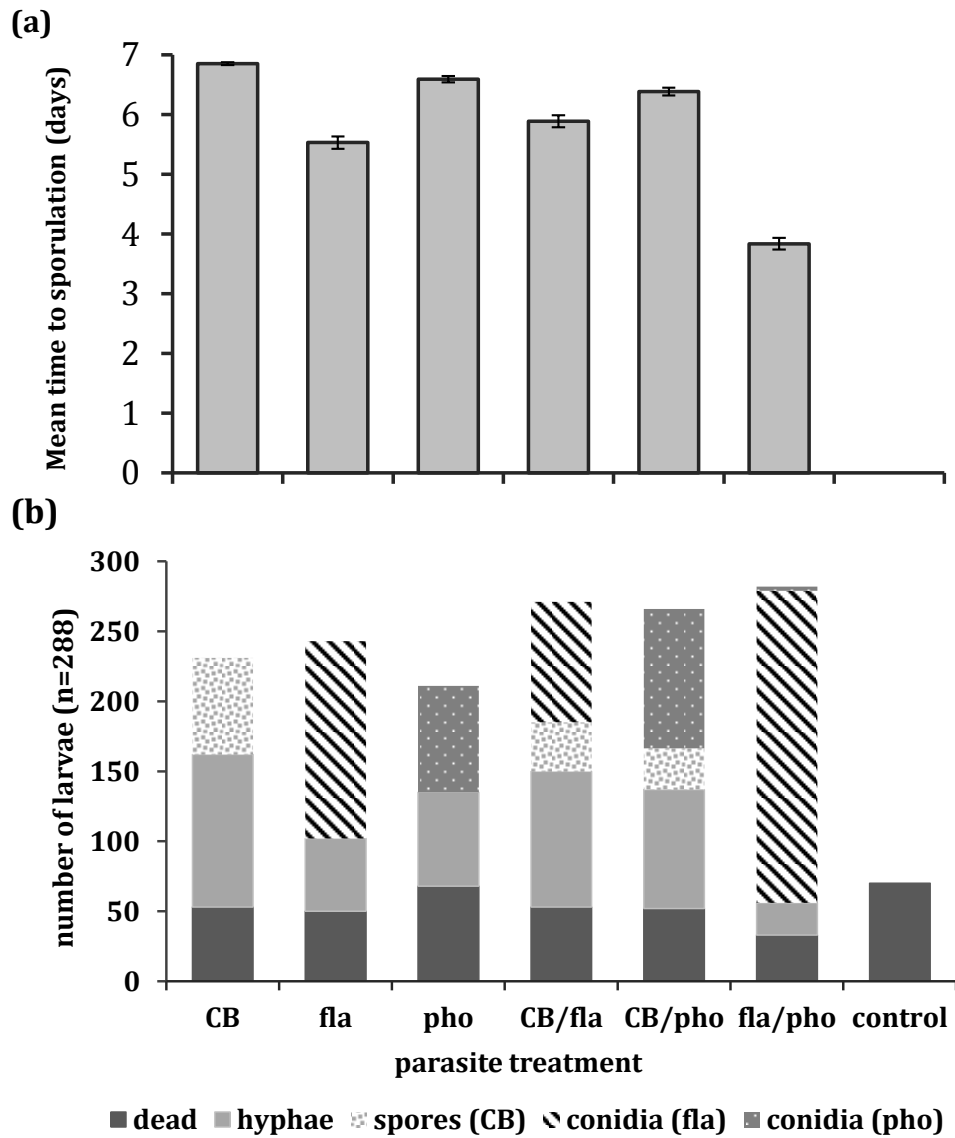 (a)
Mean time to sporulation (days)
7
6
5
4
3
2
1
0
(b)
number of larvae (n=288)
300
250
200
150
100
50
0
CB fla pho CB/fla CB/pho fla/pho control
parasite treatment
dead hyphae spores (CB) conidia (fla) conidia (pho)